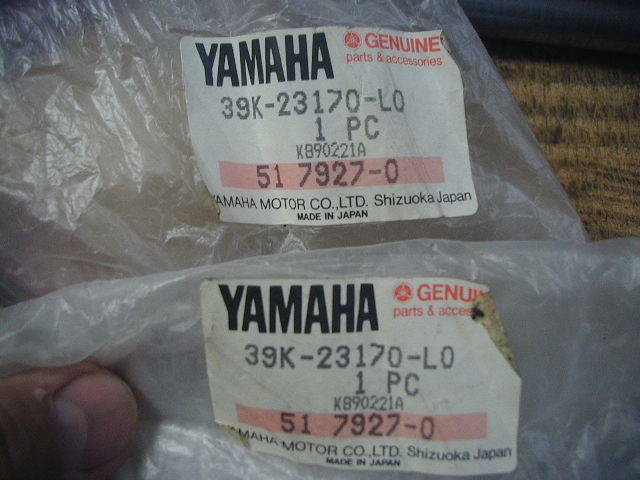 YAMAHA GENUINE
parts & accessories
39K-23170-L0
1 PC
K890221A
51 7927-0
YAMAHA MOTOR CO.,LTD. Shizuoka Japan
MADE IN JAPAN
YAMAHA GENUI
parts & acces
39K-23170-L0
1 PC
K890221A
51 7927-0
YAMAHA MOTOR CO.,LTD. Shizuoka Japan
MADE IN JAPAN